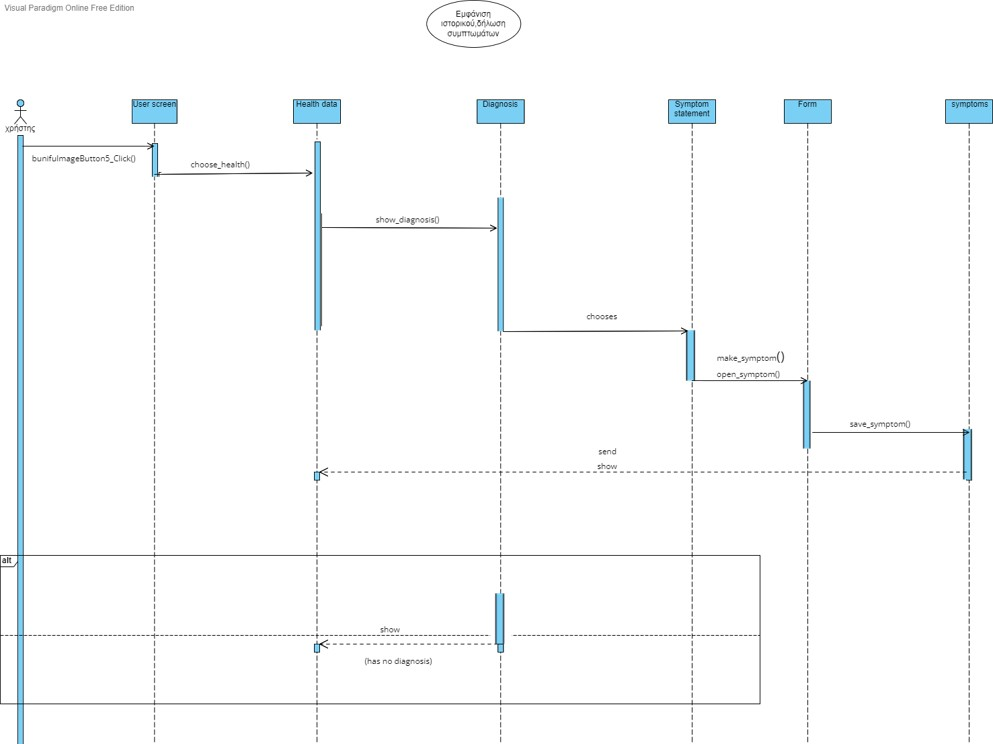 Visual Paradigm Online Free Edition
Εμφάνιση
ιστορικού,δήλωση
συμπτωμάτων
User screen
Health data
Diagnosis
Symptom
statement
Form
symptoms
χρήστης
bunifuImageButton5_Click()
choose_health()
show_diagnosis()
chooses
make_symptom()
open_symptom()
save_symptom()
send
show
alt
show
(has no diagnosis)